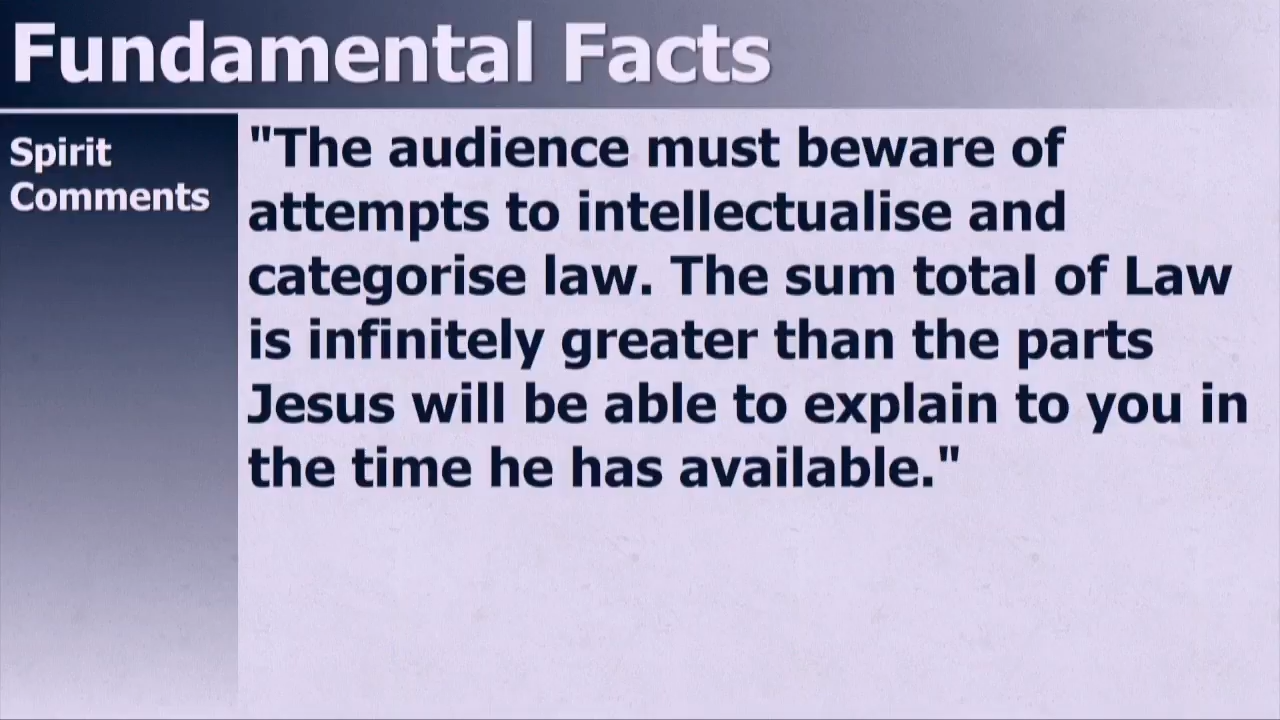 Fundamental Facts
Spirit
Comments
"The audience must beware of
attempts to intellectualise and
categorise law. The sum total of Law
is infinitely greater than the parts
Jesus will be able to explain to you in
the time he has available."